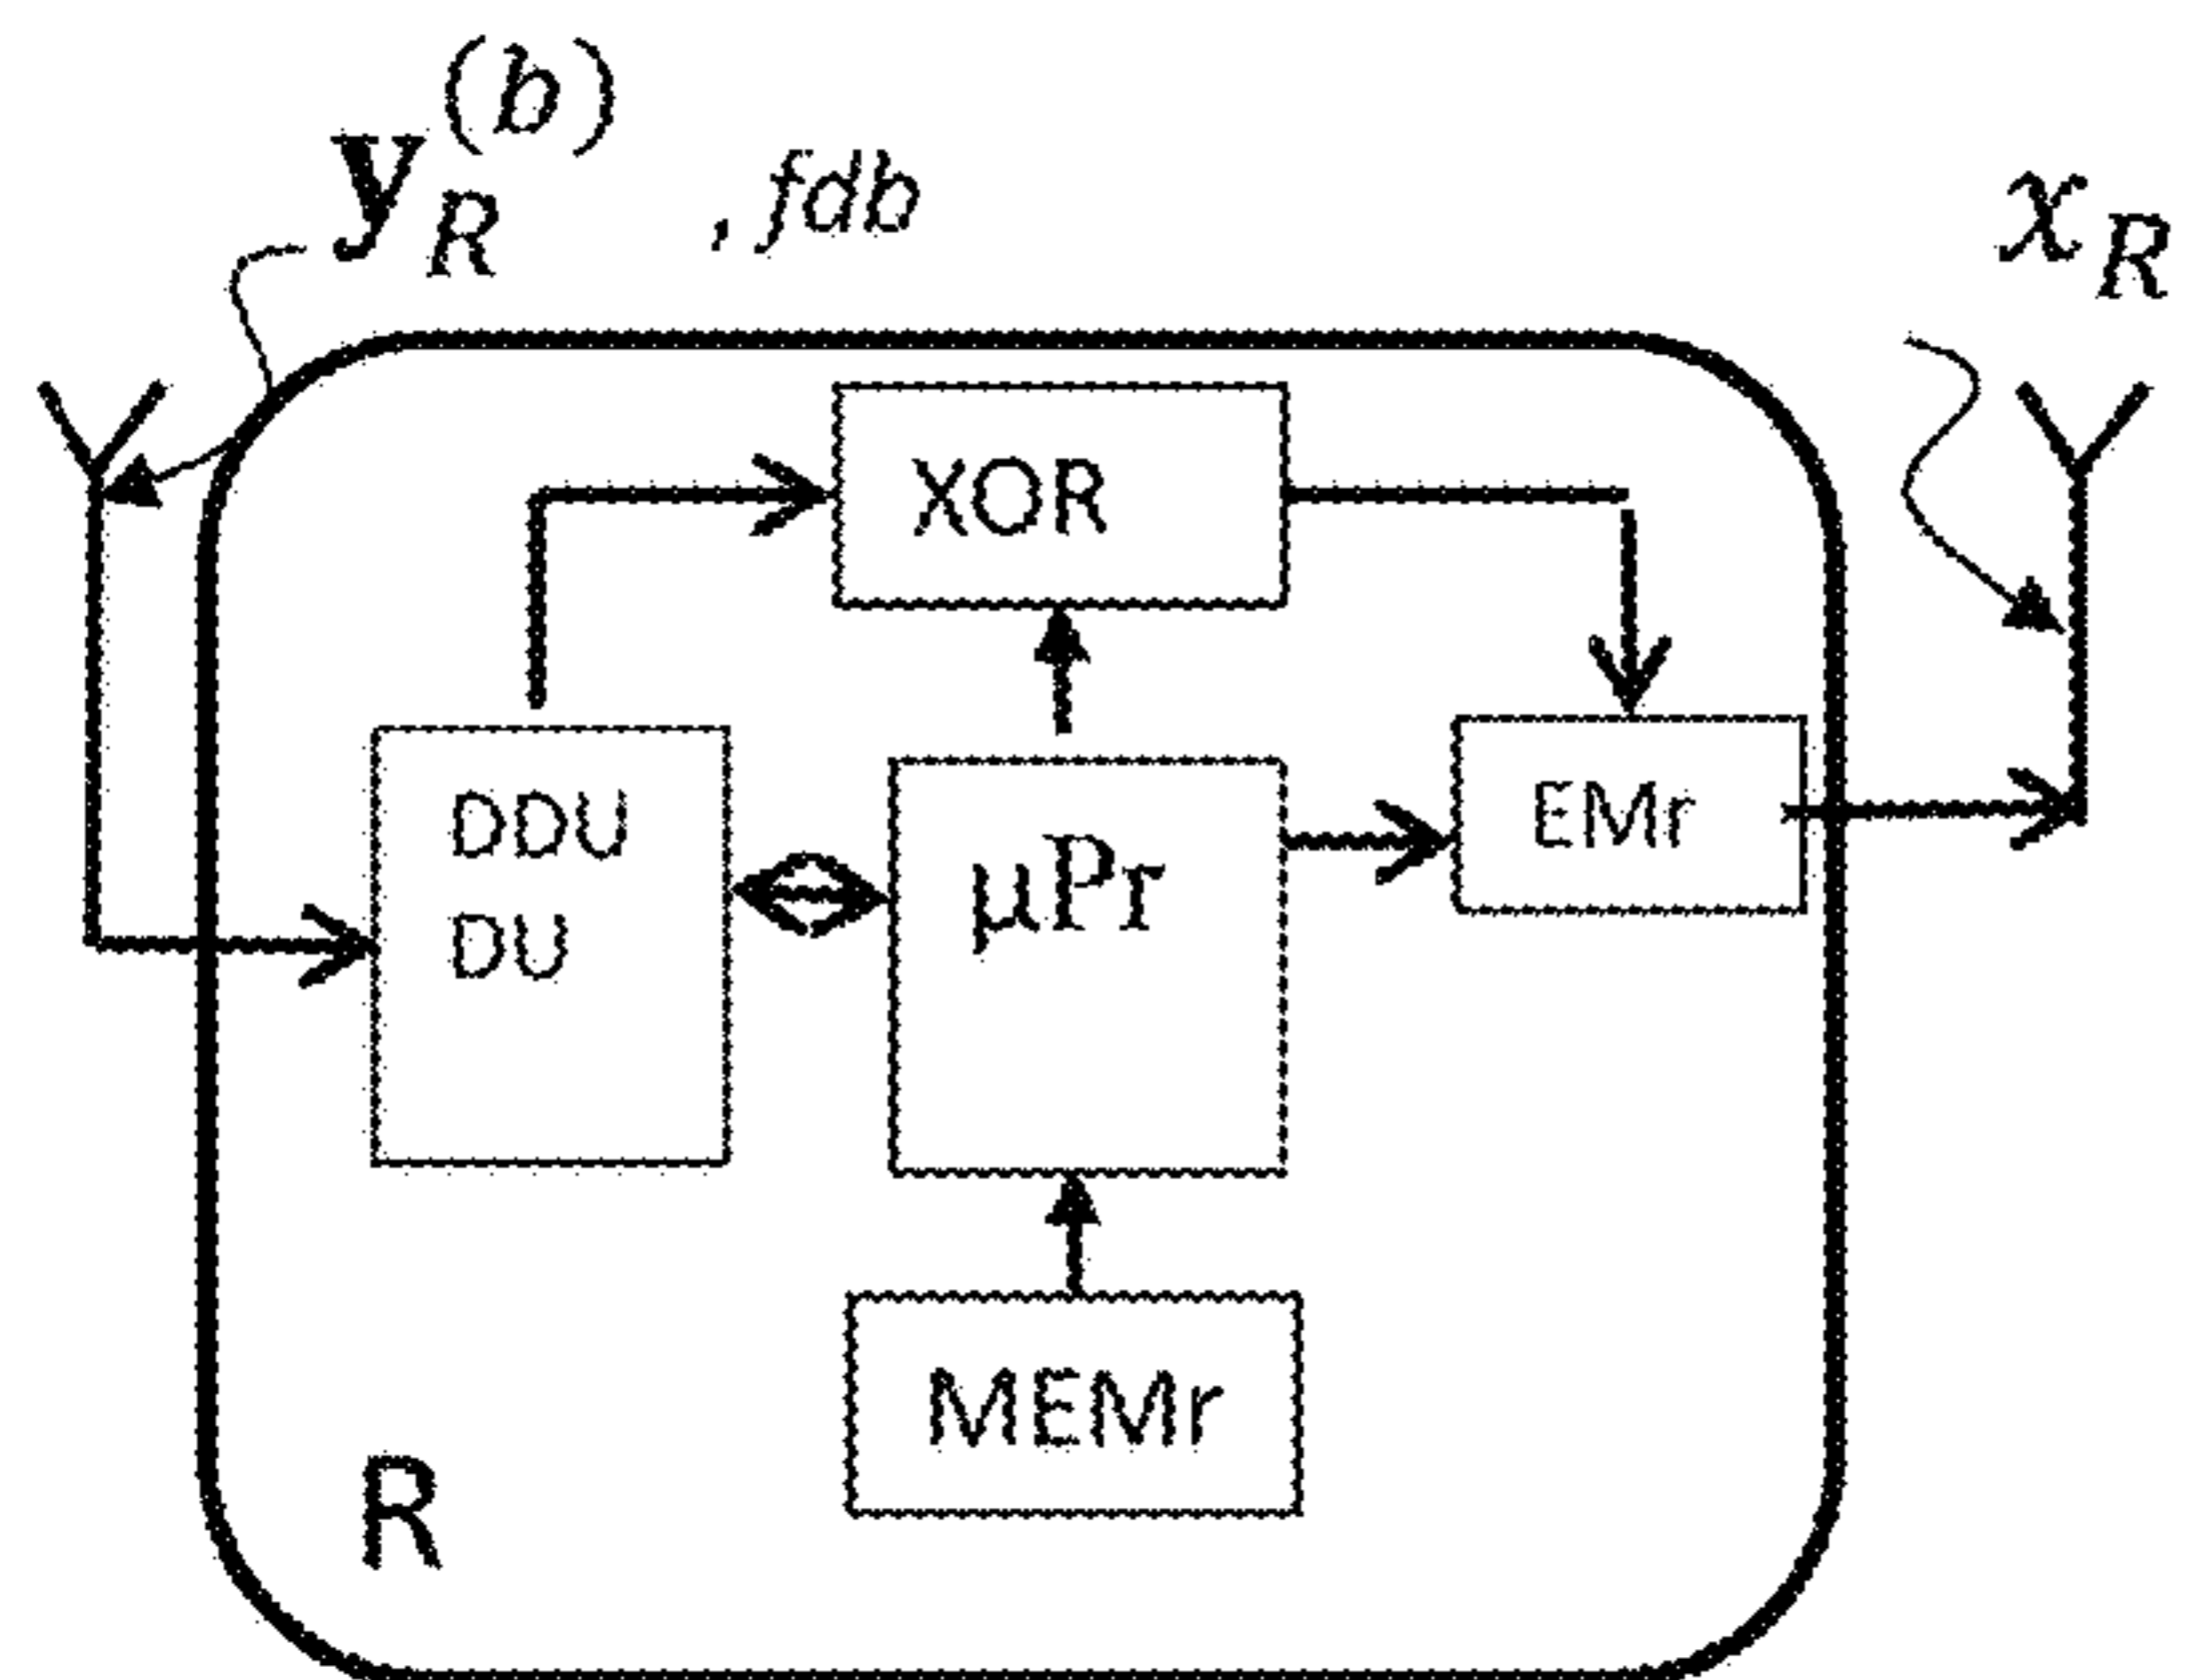 y_R^(b), fdb
x_R
XOR
DDU
DU
µPr
EMr
MEMr
R